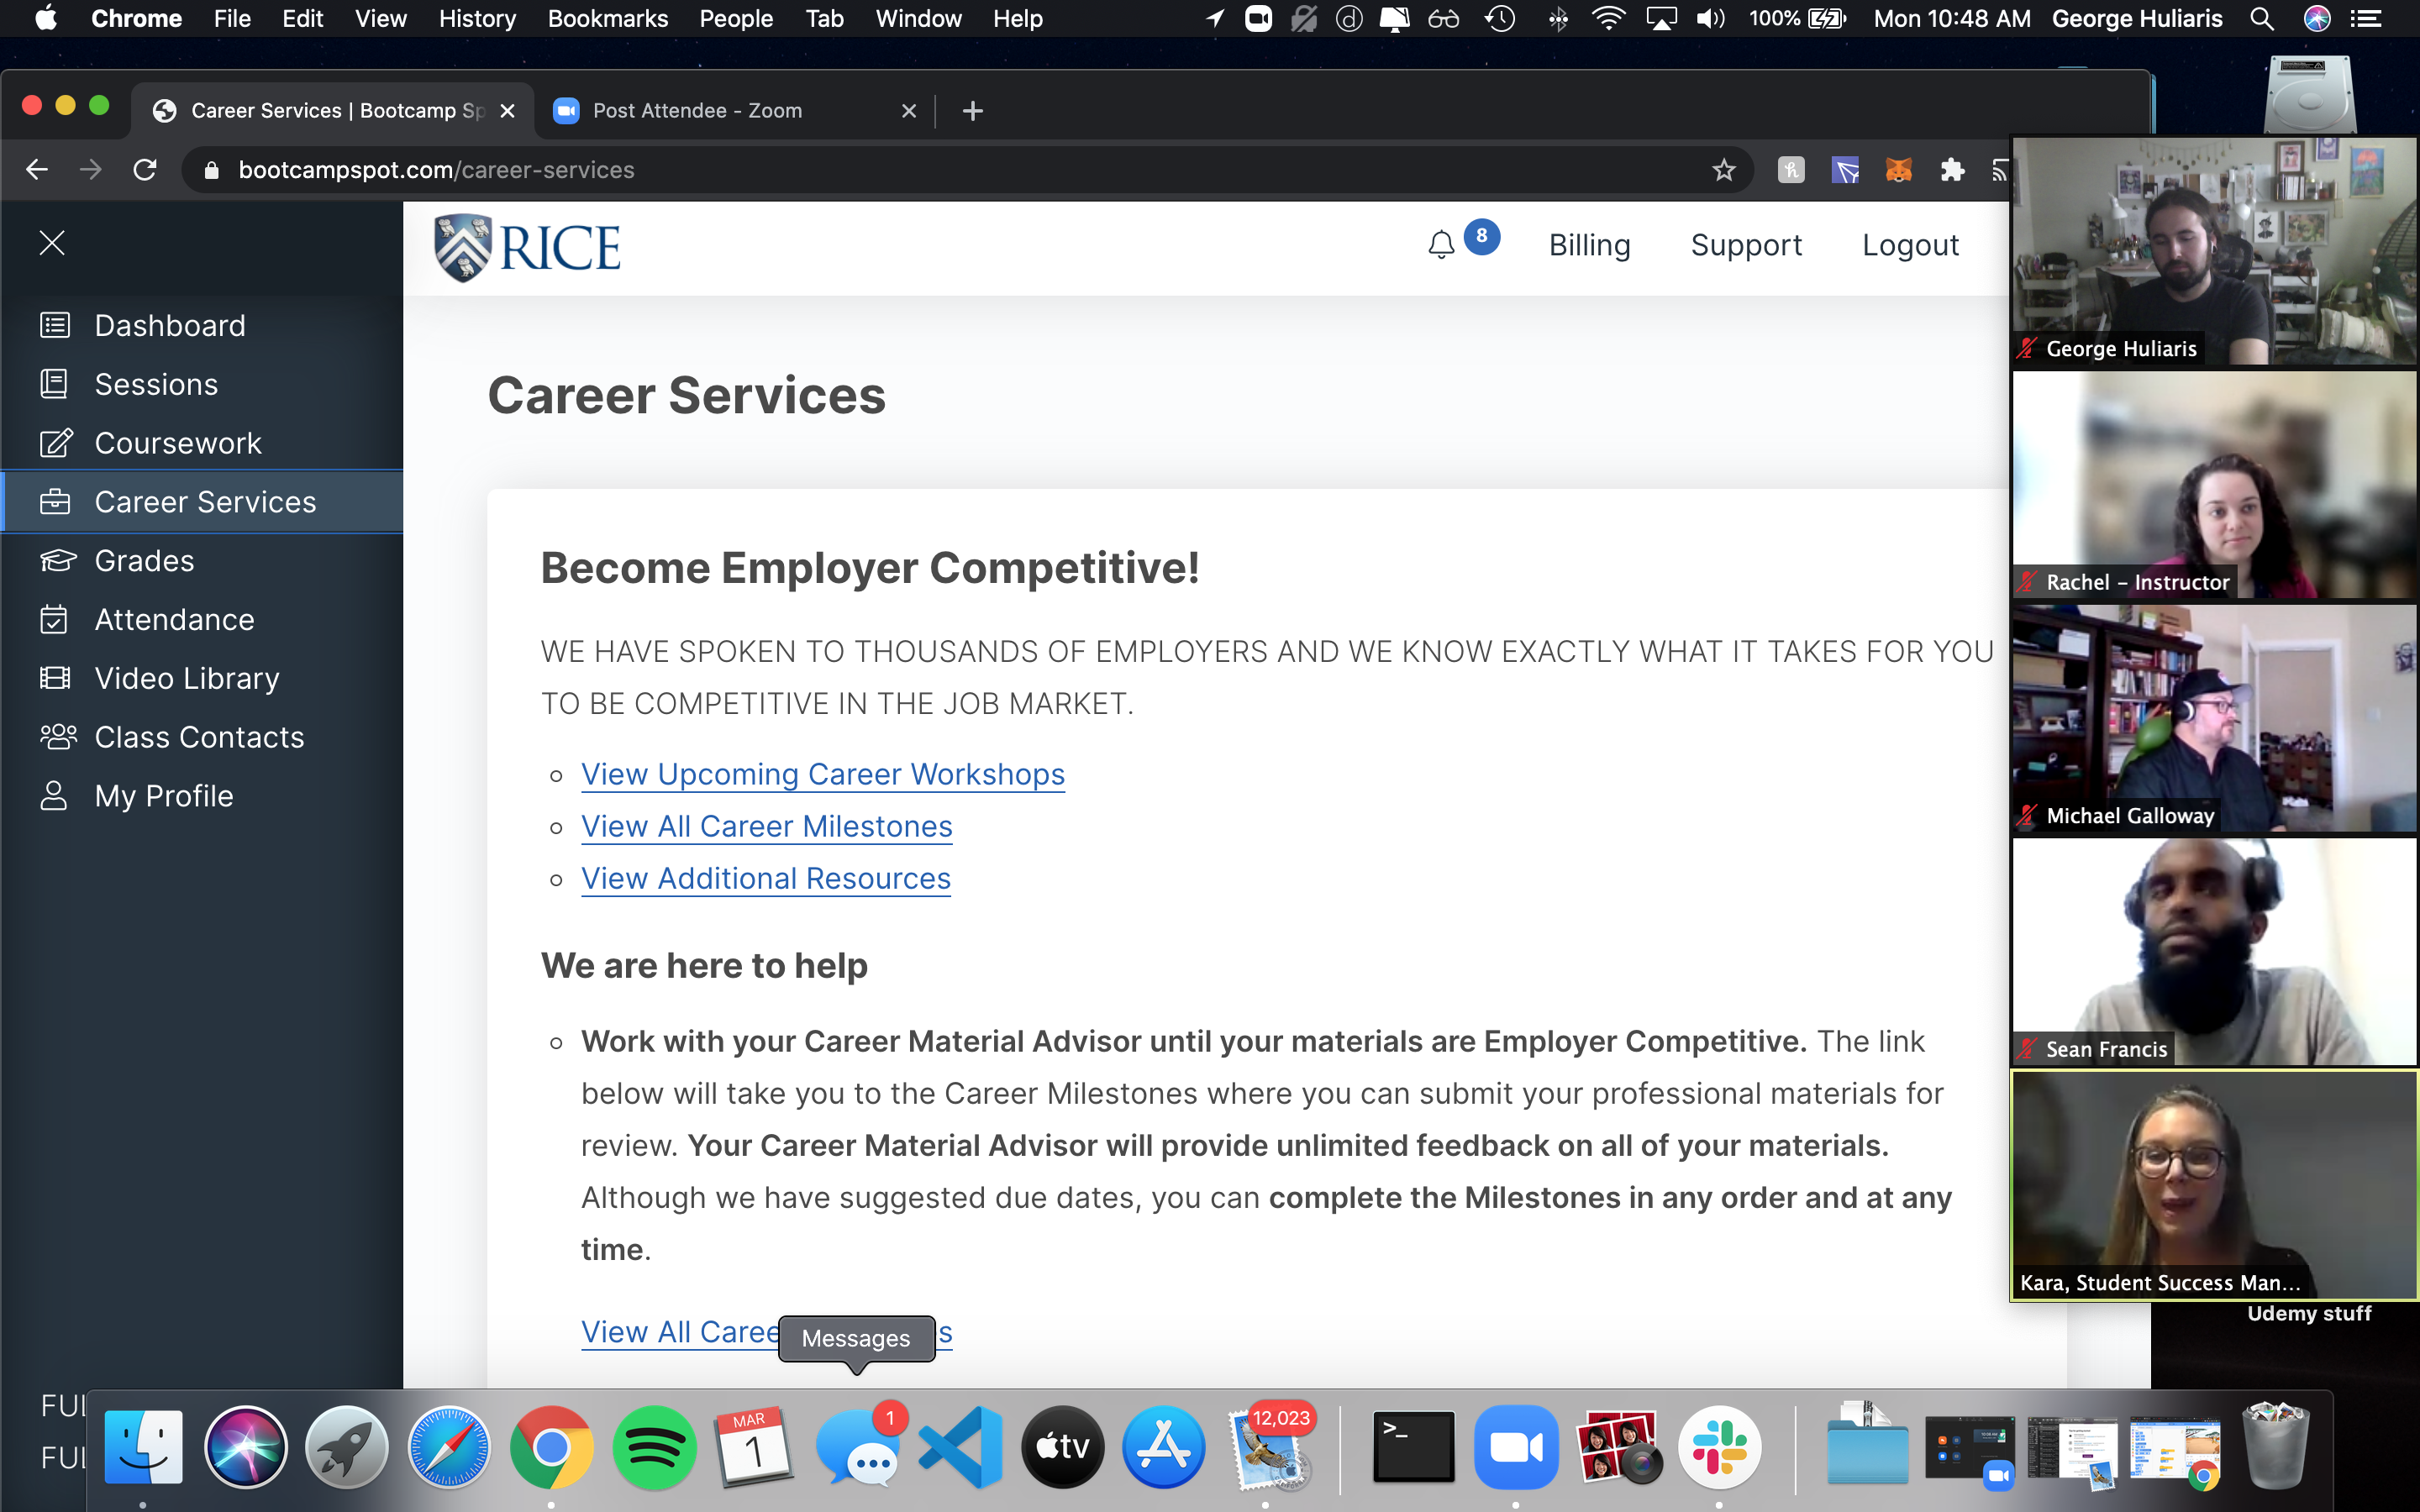 Chrome File Edit View History Bookmarks People Tab Window Help 100% Mon 10:48 AM George Huliaris
Career Services | Bootcamp Sp
Post Attendee - Zoom
bootcampspot.com/career-services
RICE
8
Billing
Support
Logout
Dashboard
Sessions
Coursework
Career Services
Grades
Attendance
Video Library
Class Contacts
My Profile
FUL
FUL
Career Services
Become Employer Competitive!
WE HAVE SPOKEN TO THOUSANDS OF EMPLOYERS AND WE KNOW EXACTLY WHAT IT TAKES FOR YOU
TO BE COMPETITIVE IN THE JOB MARKET.
View Upcoming Career Workshops
View All Career Milestones
View Additional Resources
We are here to help
Work with your Career Material Advisor until your materials are Employer Competitive. The link
below will take you to the Career Milestones where you can submit your professional materials for
review. Your Career Material Advisor will provide unlimited feedback on all of your materials.
Although we have suggested due dates, you can complete the Milestones in any order and at any
time.
View All Caree s
Messages
George Huliaris
Rachel – Instructor
Michael Galloway
Sean Francis
Kara, Student Success Man...
Udemy stuff
MAR
1
1
tv
12,023
>_